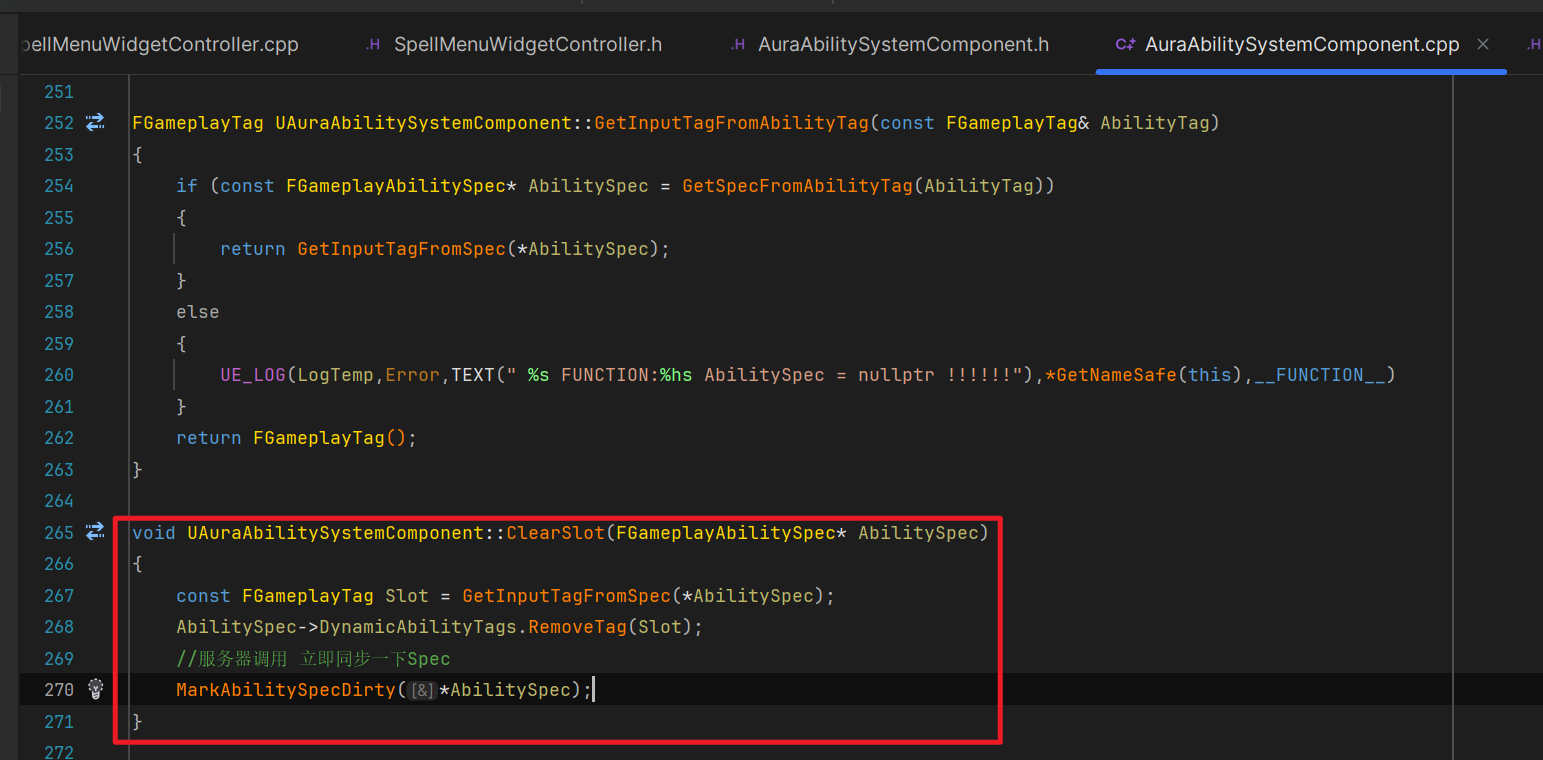 pellMenuWidgetController.cpp .H SpellMenuWidgetController.h .H AuraAbilitySystemComponent.h C++ AuraAbilitySystemComponent.cpp × .H
251
252 FGameplayTag UAuraAbilitySystemComponent::GetInputTagFromAbilityTag(const FGameplayTag& AbilityTag)
253 {
254 if (const FGameplayAbilitySpec* AbilitySpec = GetSpecFromAbilityTag(AbilityTag))
255 {
256 return GetInputTagFromSpec(*AbilitySpec);
257 }
258 else
259 {
260 UE_LOG(LogTemp,Error,TEXT(" %s FUNCTION:%hs AbilitySpec = nullptr !!!!!!"),*GetNameSafe(this),__FUNCTION__)
261 }
262 return FGameplayTag();
263 }
264
265 void UAuraAbilitySystemComponent::ClearSlot(FGameplayAbilitySpec* AbilitySpec)
266 {
267 const FGameplayTag Slot = GetInputTagFromSpec(*AbilitySpec);
268 AbilitySpec->DynamicAbilityTags.RemoveTag(Slot);
269 //服务器调用 立即同步一下Spec
270 MarkAbilitySpecDirty([&]*AbilitySpec);
271 }
272